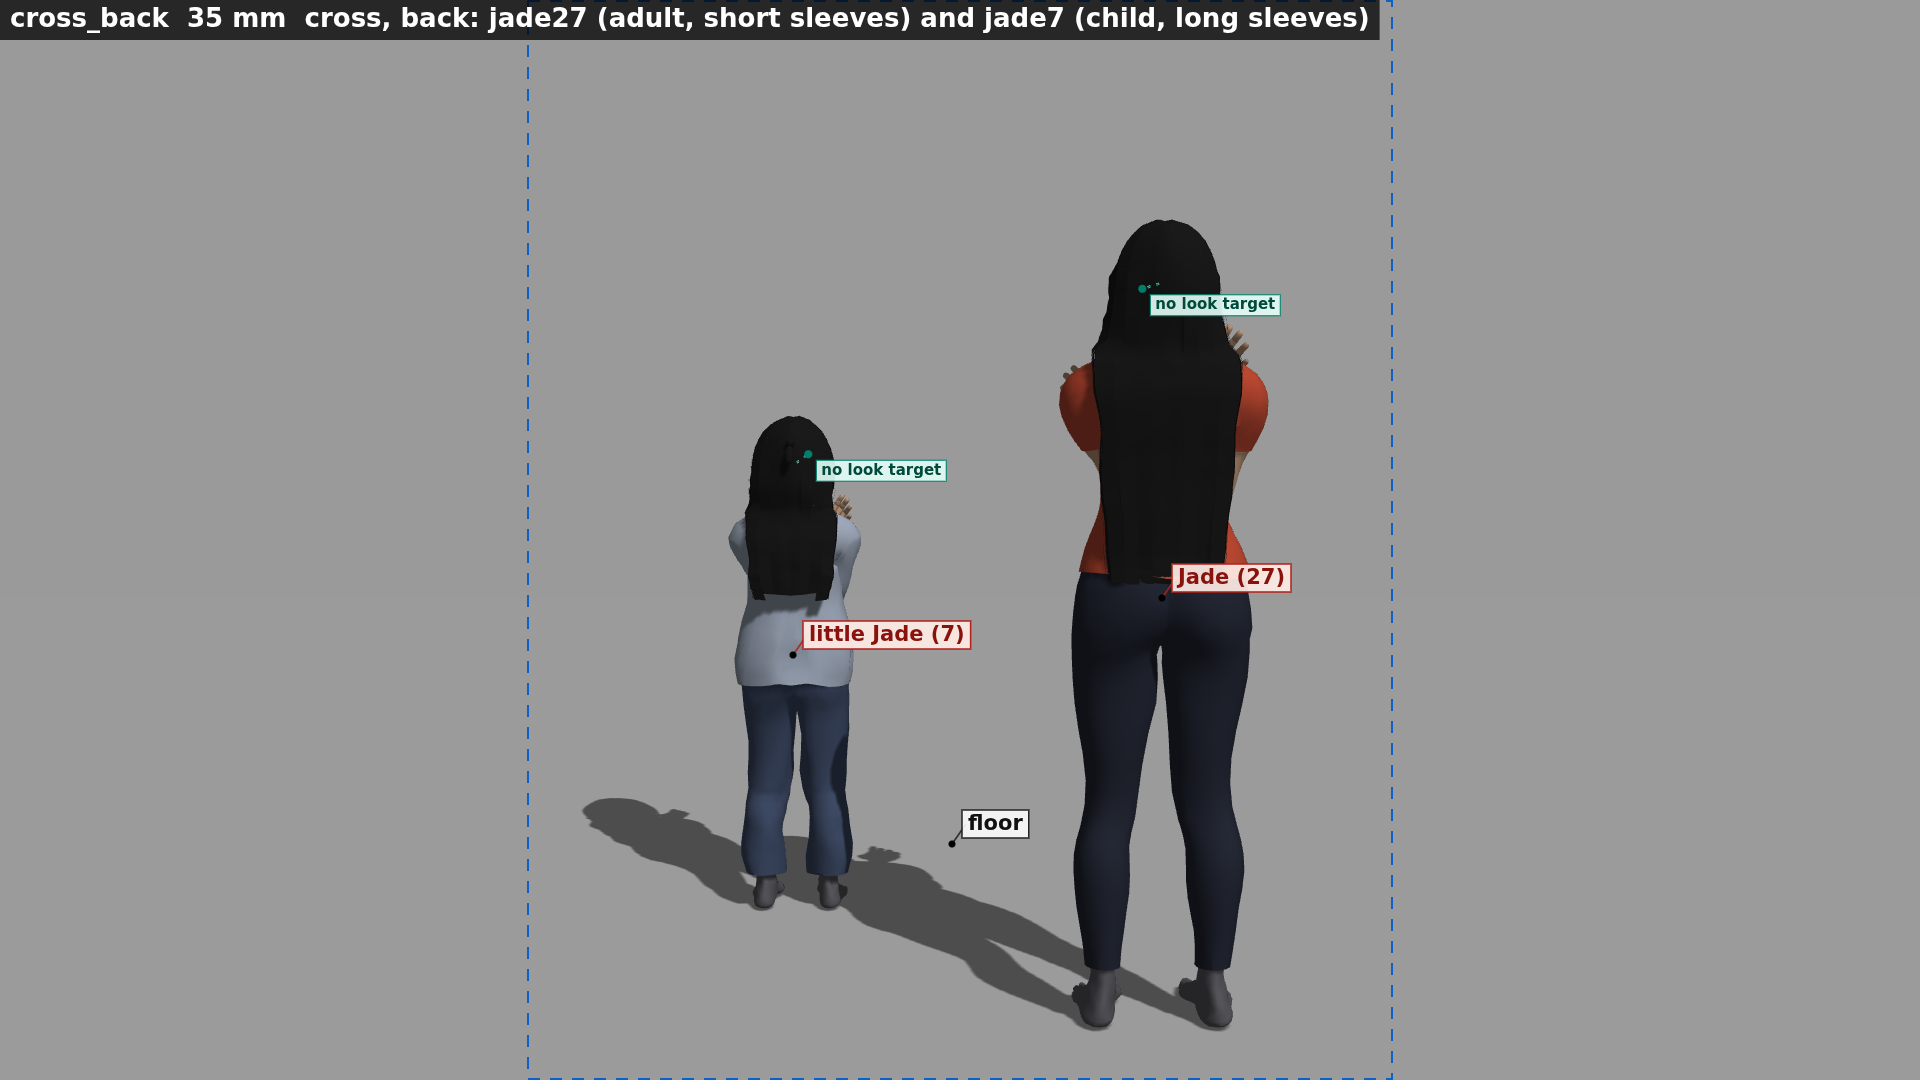 cross_back  35 mm  cross, back: jade27 (adult, short sleeves) and jade7 (child, long sleeves)
no look target
no look target
Jade (27)
little Jade (7)
floor